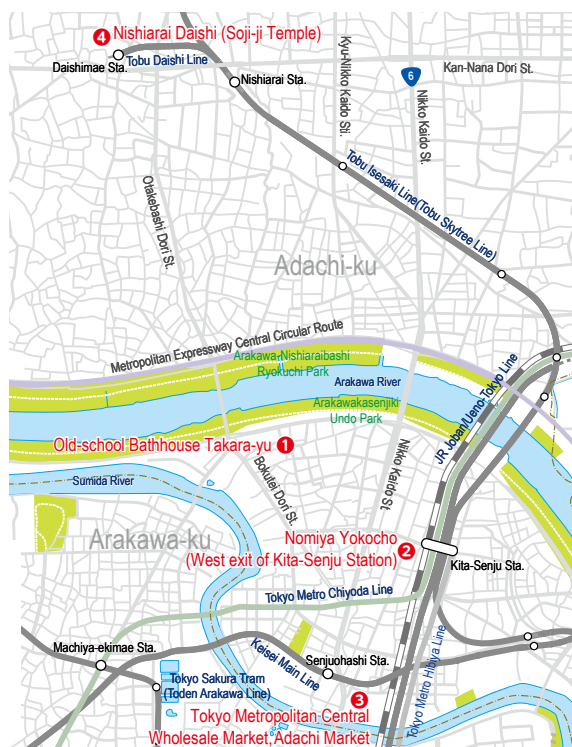 4 Nishiarai Daishi (Soji-ji Temple)
Daishimae Sta.
Tobu Daishi Line
Nishiarai Sta.
Kyu-Nikko Kaido Sti.
6
Kan-Nana Dori St.
Nikko Kaido St.
Tobu Isesaki Line(Tobu Skytree Line)
Otakebashi Dori St.
Adachi-ku
Metropolitan Expressway Central Circular Route
Arakawa-Nishiaraibashi
Ryokuchi Park
Arakawa River
JR Joban/Ueno-Tokyo Line
Arakawakasenjiki
Undo Park
Old-school Bathhouse Takara-yu 1
Sumida River
Bokutei Dori St.
Nikko Kaido St.
Arakawa-ku
Nomiya Yokocho
(West exit of Kita-Senju Station) 2
Kita-Senju Sta.
Tokyo Metro Chiyoda Line
Machiya-ekimae Sta.
Keisei Main Line
Senjuohashi Sta.
Tokyo Metro Hibiya Line
Tokyo Sakura Tram
(Toden Arakawa Line)
3
Tokyo Metropolitan Central
Wholesale Market, Adachi Market